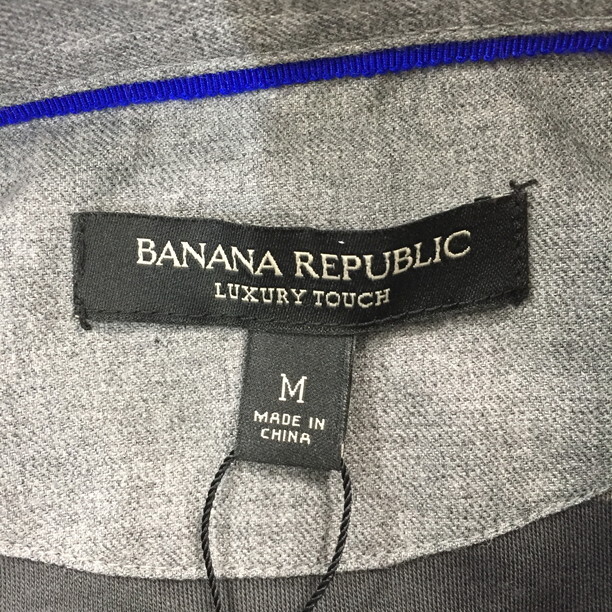 BANANA REPUBLIC
LUXURY TOUCH
M
MADE IN
CHINA